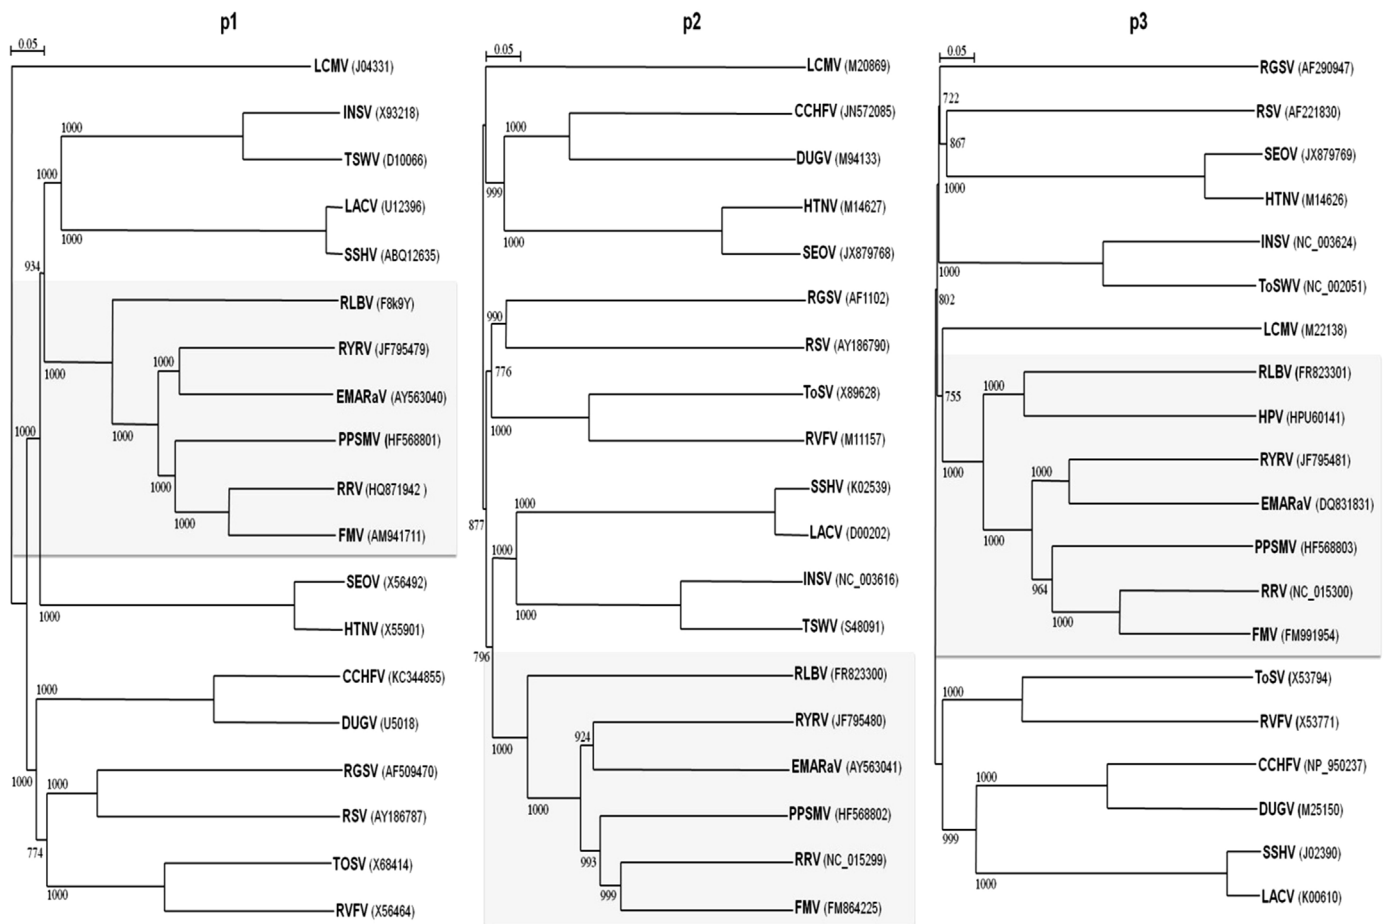 p1
0.05
LCMV (J04331)
INSV (X93218)
1000
TSWV (D10066)
1000
LACV (U12396)
1000
SSHV (ABQ12635)
934
RLBV (F8k9Y)
RYRV (JF795479)
1000
1000
EMARaV (AY563040)
1000
PPSMV (HF568801)
1000
RRV (HQ871942 )
1000
1000
FMV (AM941711)
SEOV (X56492)
1000
HTNV (X55901)
CCHFV (KC344855)
1000
DUGV (U5018)
RGSV (AF509470)
1000
1000
RSV (AY186787)
774
TOSV (X68414)
1000
RVFV (X56464)
p2
0.05
LCMV (M20869)
CCHFV (JN572085)
1000
DUGV (M94133)
999
HTNV (M14627)
1000
SEOV (JX879768)
RGSV (AF1102)
990
RSV (AY186790)
776
ToSV (X89628)
1000
RVFV (M11157)
SSHV (K02539)
1000
877
LACV (D00202)
1000
INSV (NC_003616)
1000
TSWV (S48091)
796
RLBV (FR823300)
RYRV (JF795480)
924
1000
EMARaV (AY563041)
1000
PPSMV (HF568802)
993
RRV (NC_015299)
999
FMV (FM864225)
p3
0.05
RGSV (AF290947)
722
RSV (AF221830)
867
SEOV (JX879769)
1000
HTNV (M14626)
INSV (NC_003624)
1000
ToSWV (NC_002051)
802
LCMV (M22138)
RLBV (FR823301)
1000
755
HPV (HPU60141)
RYRV (JF795481)
1000
1000
EMARaV (DQ831831)
1000
PPSMV (HF568803)
964
RRV (NC_015300)
1000
FMV (FM991954)
ToSV (X53794)
1000
RVFV (X53771)
CCHFV (NP_950237)
1000
DUGV (M25150)
999
SSHV (J02390)
1000
LACV (K00610)